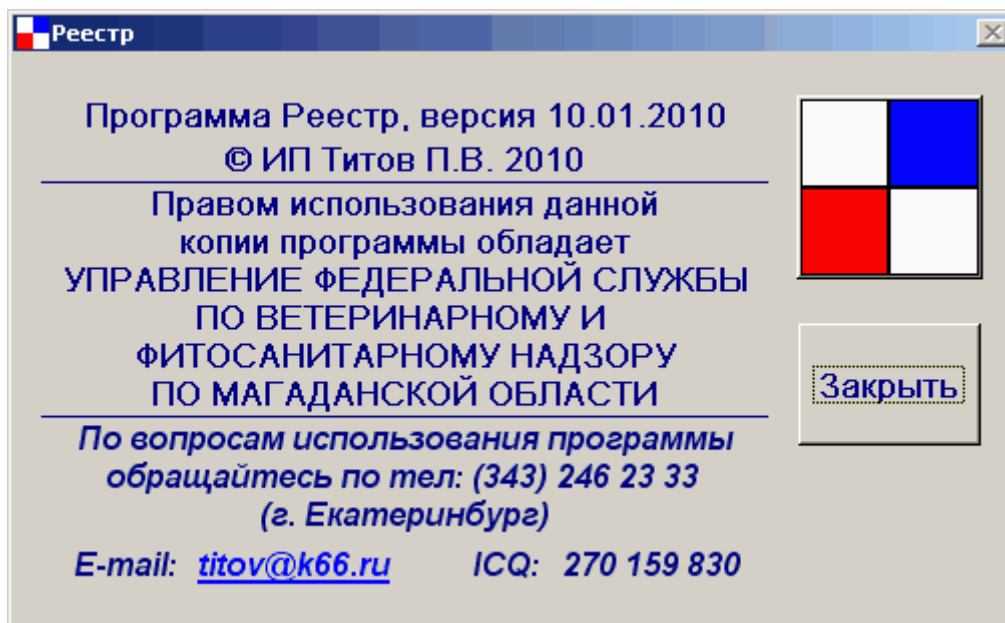 Реестр
Программа Реестр, версия 10.01.2010
© ИП Титов П.В. 2010
Правом использования данной
копии программы обладает
УПРАВЛЕНИЕ ФЕДЕРАЛЬНОЙ СЛУЖБЫ
ПО ВЕТЕРИНАРНОМУ И
ФИТОСАНИТАРНОМУ НАДЗОРУ
ПО МАГАДАНСКОЙ ОБЛАСТИ
Закрыть
По вопросам использования программы
обращайтесь по тел: (343) 246 23 33
(г. Екатеринбург)
E-mail: titov@k66.ru ICQ: 270 159 830